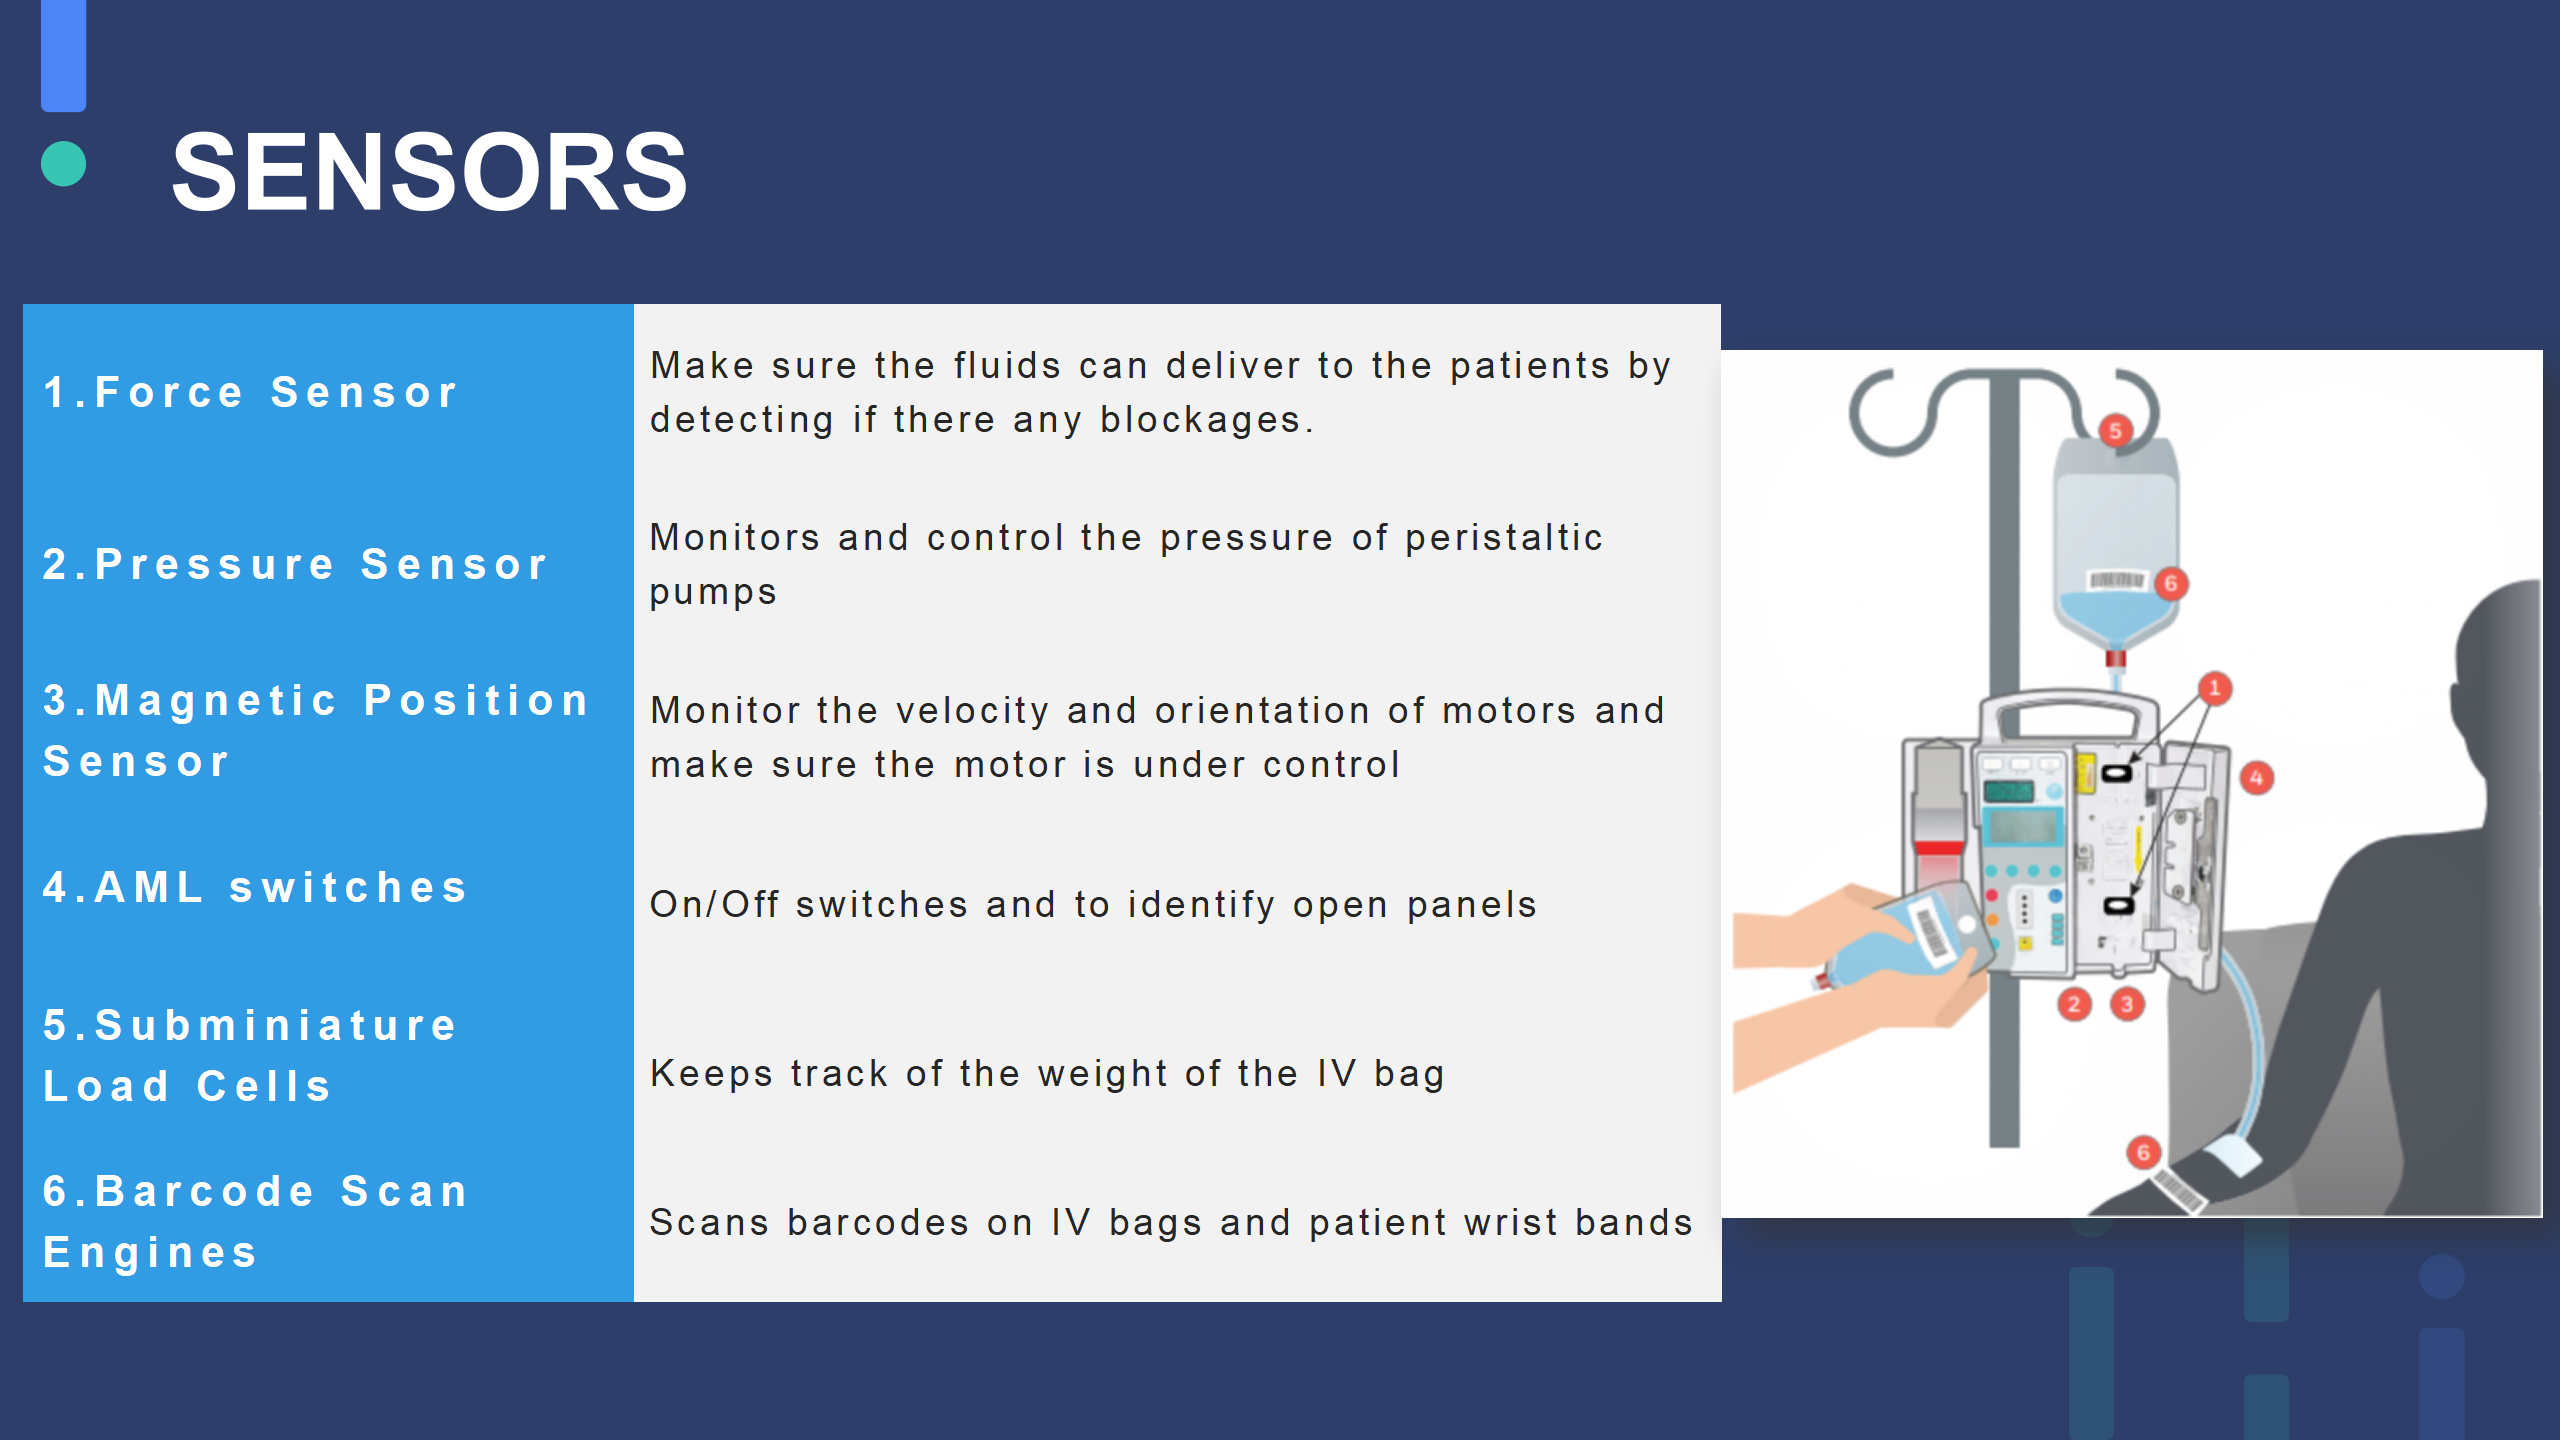 SENSORS
1.Force Sensor
Make sure the fluids can deliver to the patients by
detecting if there any blockages.
2.Pressure Sensor
Monitors and control the pressure of peristaltic
pumps
3.Magnetic Position
Sensor
Monitor the velocity and orientation of motors and
make sure the motor is under control
4.AML switches
On/Off switches and to identify open panels
5.Subminiature
Load Cells
Keeps track of the weight of the IV bag
6.Barcode Scan
Engines
Scans barcodes on IV bags and patient wrist bands
5
6
1
4
2 3
6